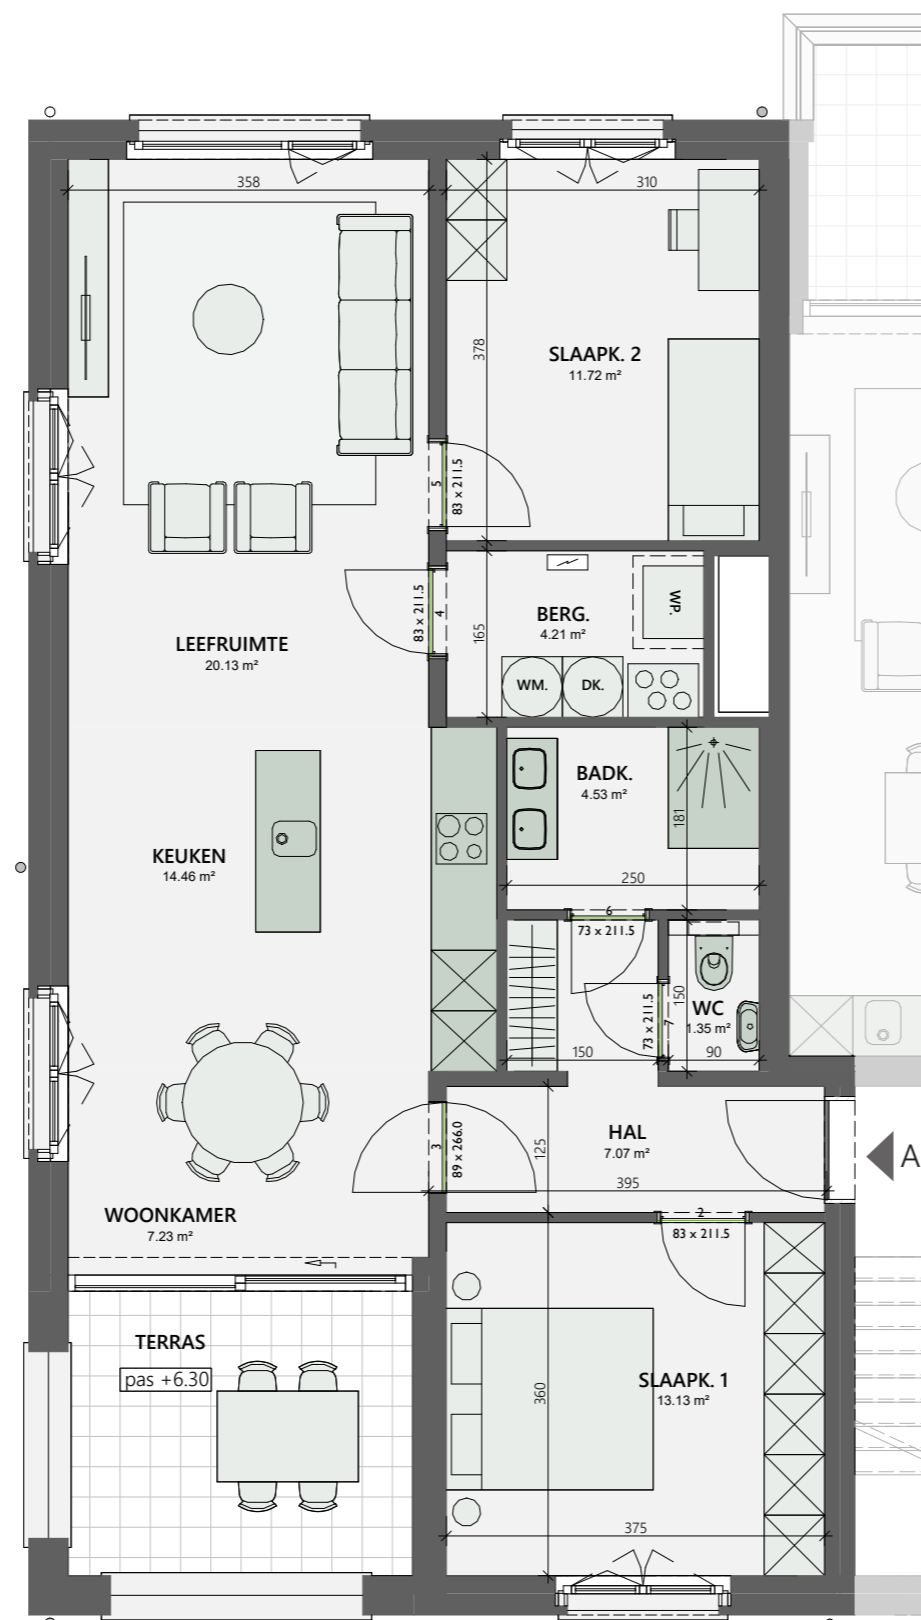 358
310
378
SLAAPK. 2
11.72 m²
5
83 x 211.5
4
83 x 211.5
165
BERG.
4.21 m²
WP.
WM.
DK.
LEEFRUIMTE
20.13 m²
BADK.
4.53 m²
181
250
KEUKEN
14.46 m²
6
73 x 211.5
7
73 x 211.5
150
WC
1.35 m²
150
90
3
89 x 266.0
125
HAL
7.07 m²
395
A
WOONKAMER
7.23 m²
2
83 x 211.5
TERRAS
pas +6.30
360
SLAAPK. 1
13.13 m²
375